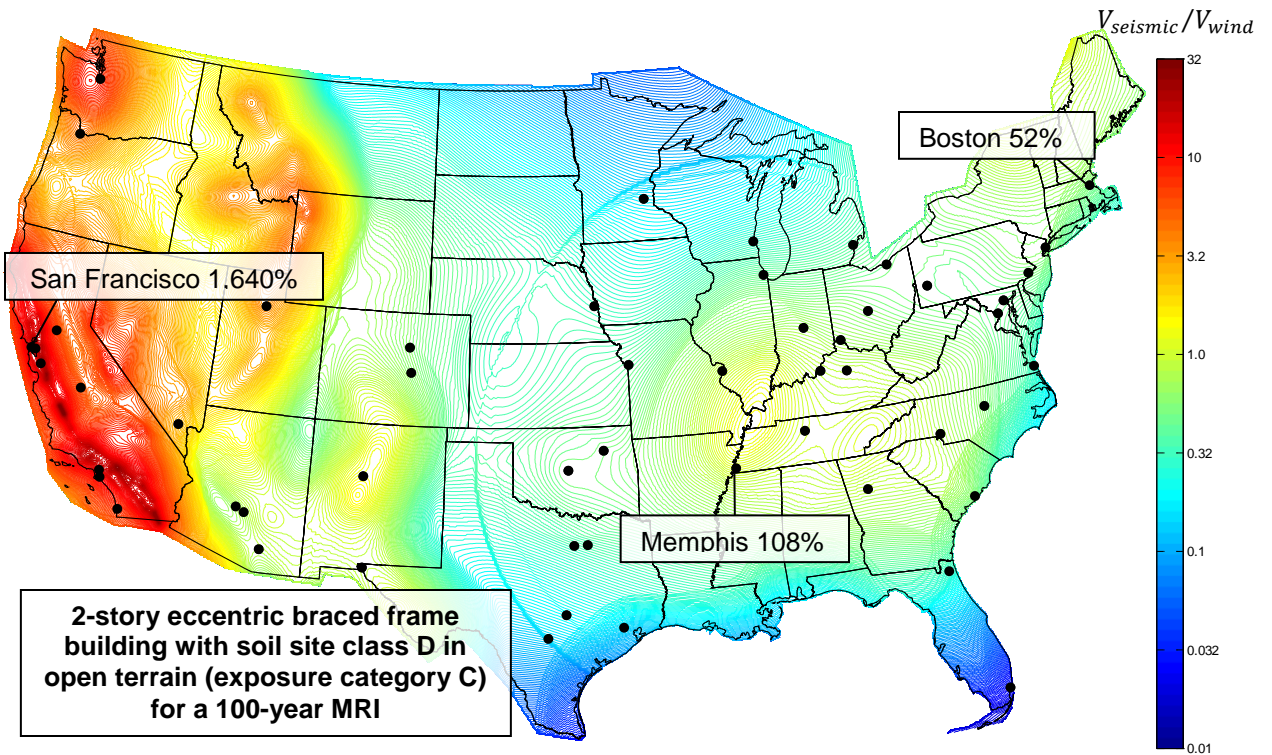 V_seismic/V_wind
32
Boston 52%
10
San Francisco 1.640%
3.2
1.0
0.32
Memphis 108%
0.1
2-story eccentric braced frame
building with soil site class D in
open terrain (exposure category C)
for a 100-year MRI
0.032
0.01